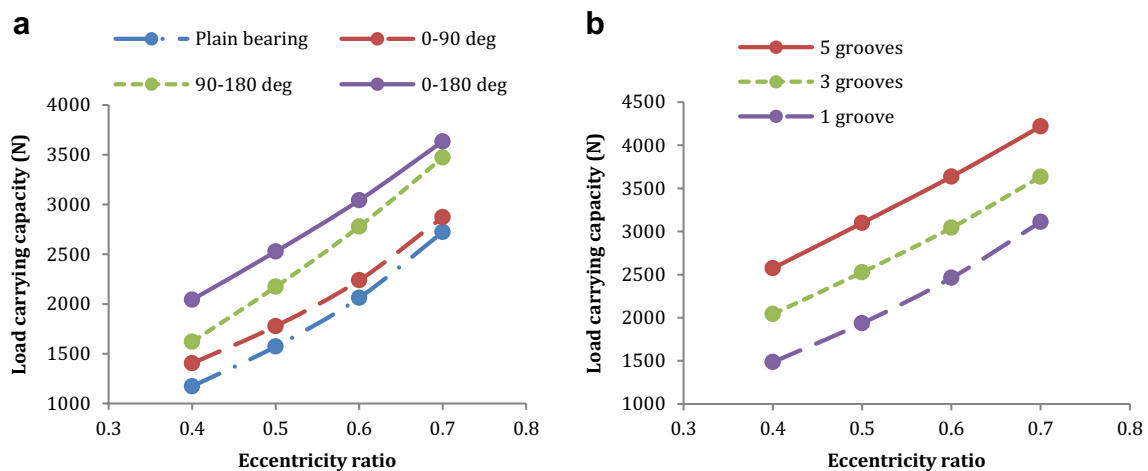 a
Plain bearing
0-90 deg
90-180 deg
0-180 deg
Load carrying capacity (N)
4000
3500
3000
2500
2000
1500
1000
0.3 0.4 0.5 0.6 0.7 0.8
Eccentricity ratio
b
5 grooves
3 grooves
1 groove
Load carrying capacity (N)
4500
4000
3500
3000
2500
2000
1500
1000
0.3 0.4 0.5 0.6 0.7 0.8
Eccentricity ratio